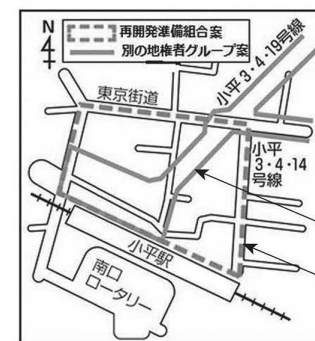 N
4
再開発準備組合案
別の地権者グループ案
小平3・4・19号線
東京街道
小平
3・4・14
号線
小平駅
南口
ロータリー